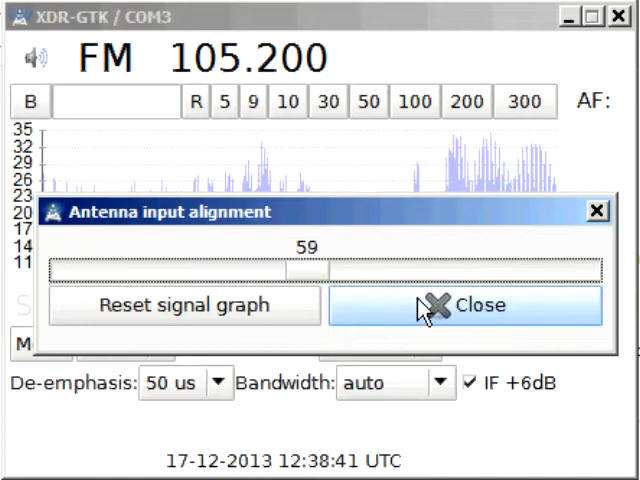 XDR-GTK / COM3
FM 105.200
B R 5 9 10 30 50 100 200 300 AF:
35
32
29
26
23
20
17
14
11
Antenna input alignment
59
Reset signal graph Close
S
M
De-emphasis: 50 us Bandwidth: auto IF +6dB
17-12-2013 12:38:41 UTC